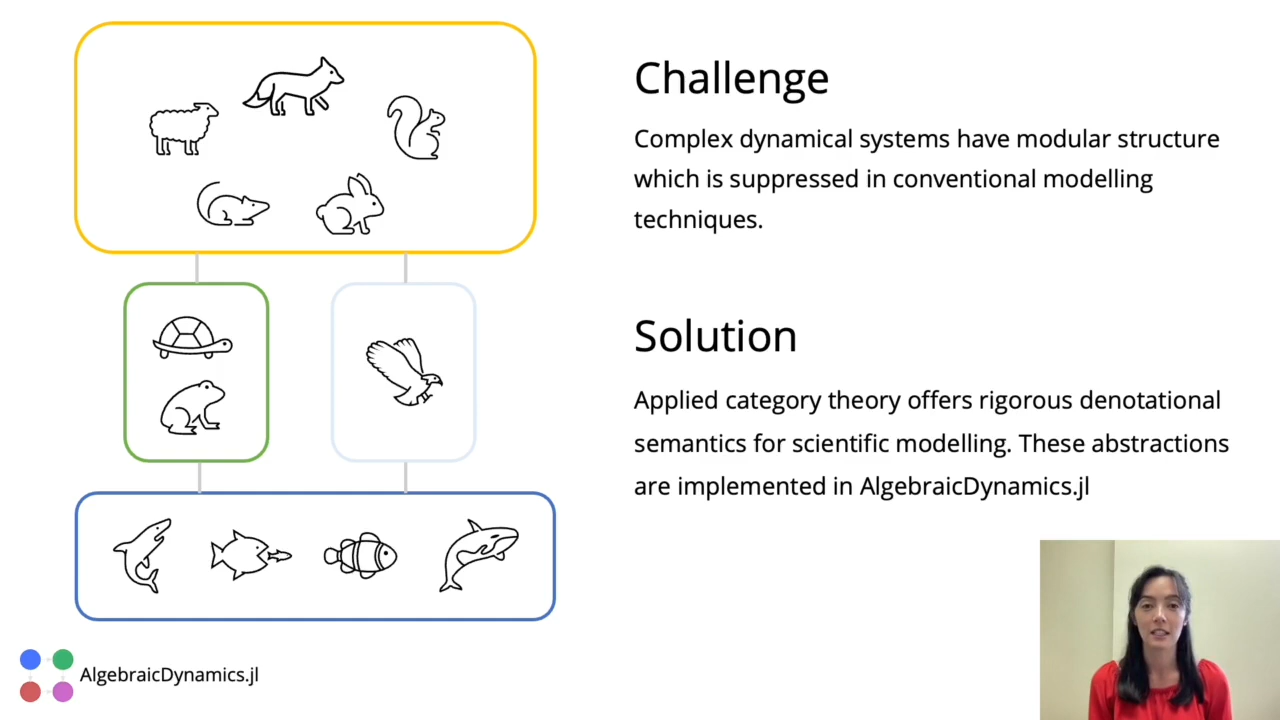 Challenge
Complex dynamical systems have modular structure
which is suppressed in conventional modelling
techniques.
Solution
Applied category theory offers rigorous denotational
semantics for scientific modelling. These abstractions
are implemented in AlgebraicDynamics.jl
AlgebraicDynamics.jl